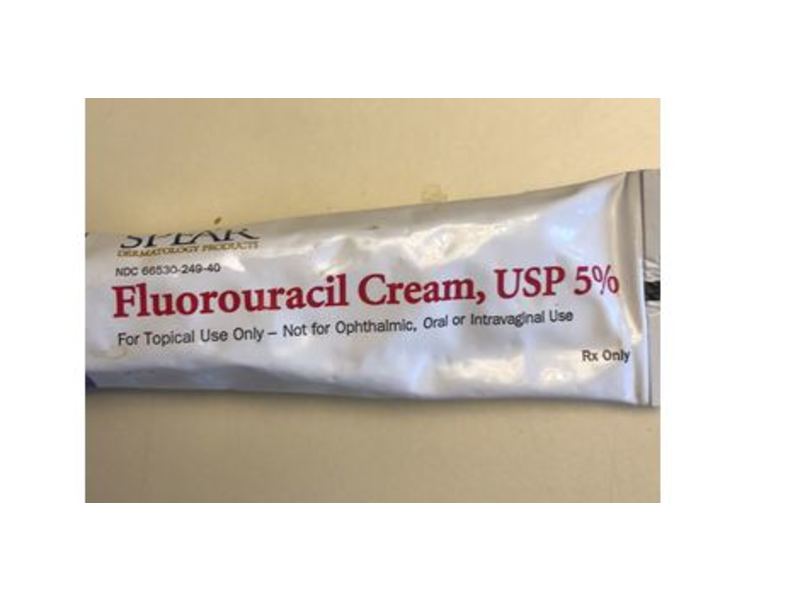 SPEAR
DERMATOLOGY PRODUCTS
NDC 66530-249-40
Fluorouracil Cream, USP 5%
For Topical Use Only – Not for Ophthalmic, Oral or Intravaginal Use
Rx Only